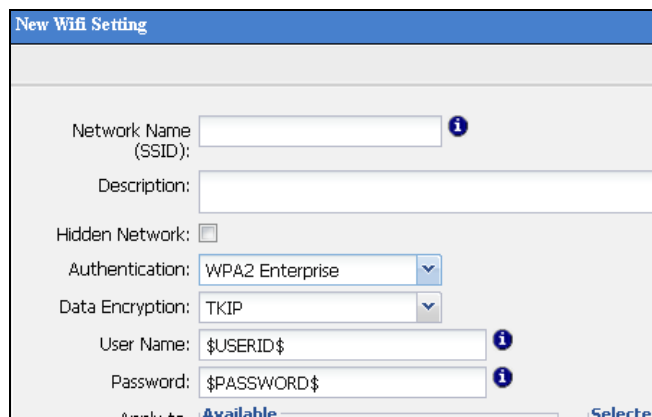 New Wifi Setting
Network Name
(SSID):
Description:
Hidden Network:
Authentication: WPA2 Enterprise
Data Encryption: TKIP
User Name: $USERID$
Password: $PASSWORD$
Available